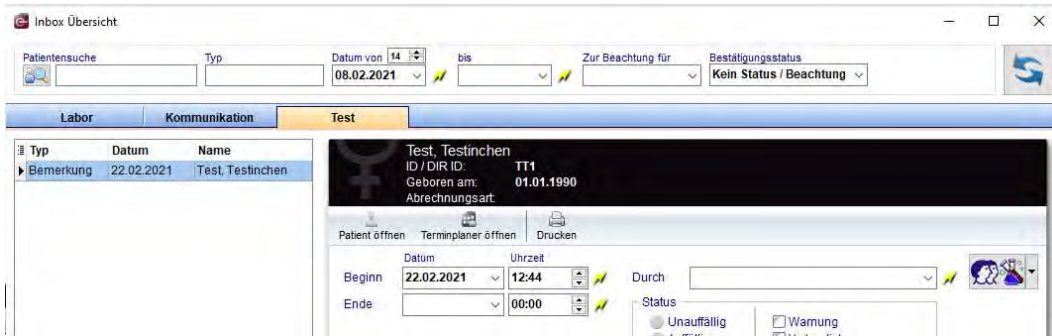 Inbox Übersicht
Patientensuche Typ Datum von 14 bis Zur Beachtung für Bestätigungsstatus
08.02.2021 Kein Status / Beachtung
Labor Kommunikation Test
Typ Datum Name
Bemerkung 22.02.2021 Test, Testinchen
Test, Testinchen
ID / DIR ID: TT1
Geboren am: 01.01.1990
Abrechnungsart:
Patient öffnen Terminplaner öffnen Drucken
Datum Uhrzeit
Beginn 22.02.2021 12:44 Durch
Ende 00:00 Status
Unauffällig Warnung